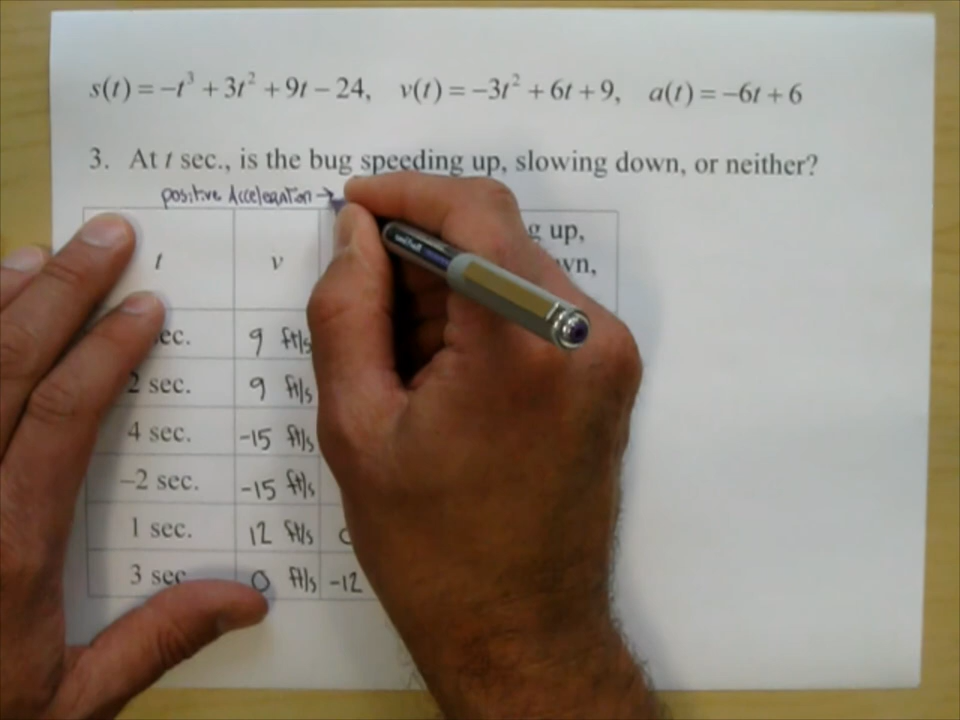 s(t) = −t³ + 3t² + 9t − 24,   v(t) = −3t² + 6t + 9,   a(t) = −6t + 6
3. At t sec., is the bug speeding up, slowing down, or neither?
positive Acceleration →
t v up,
9 ft/s
2 sec. 9 ft/s
4 sec. -15 ft/s
−2 sec. -15 ft/s
1 sec. 12 ft/s
3 sec 0 ft/s -12